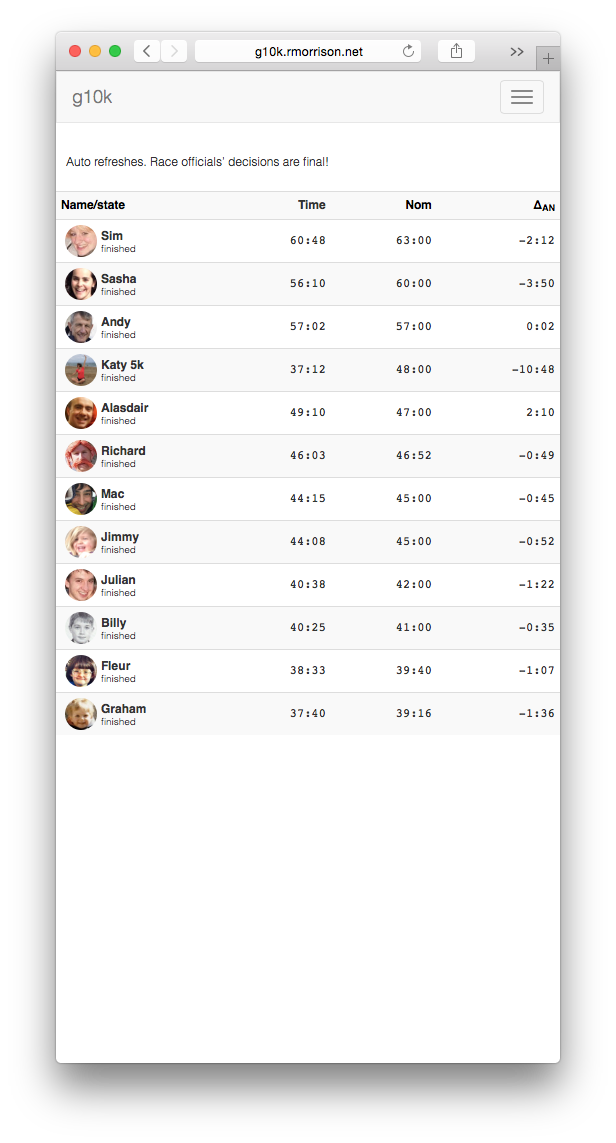 g10k.rmorrison.net
g10k
Auto refreshes. Race officials' decisions are final!
Name/state Time Nom ΔAN
Sim 60:48 63:00 −2:12
finished
Sasha 56:10 60:00 −3:50
finished
Andy 57:02 57:00 0:02
finished
Katy 5k 37:12 48:00 −10:48
finished
Alasdair 49:10 47:00 2:10
finished
Richard 46:03 46:52 −0:49
finished
Mac 44:15 45:00 −0:45
finished
Jimmy 44:08 45:00 −0:52
finished
Julian 40:38 42:00 −1:22
finished
Billy 40:25 41:00 −0:35
finished
Fleur 38:33 39:40 −1:07
finished
Graham 37:40 39:16 −1:36
finished